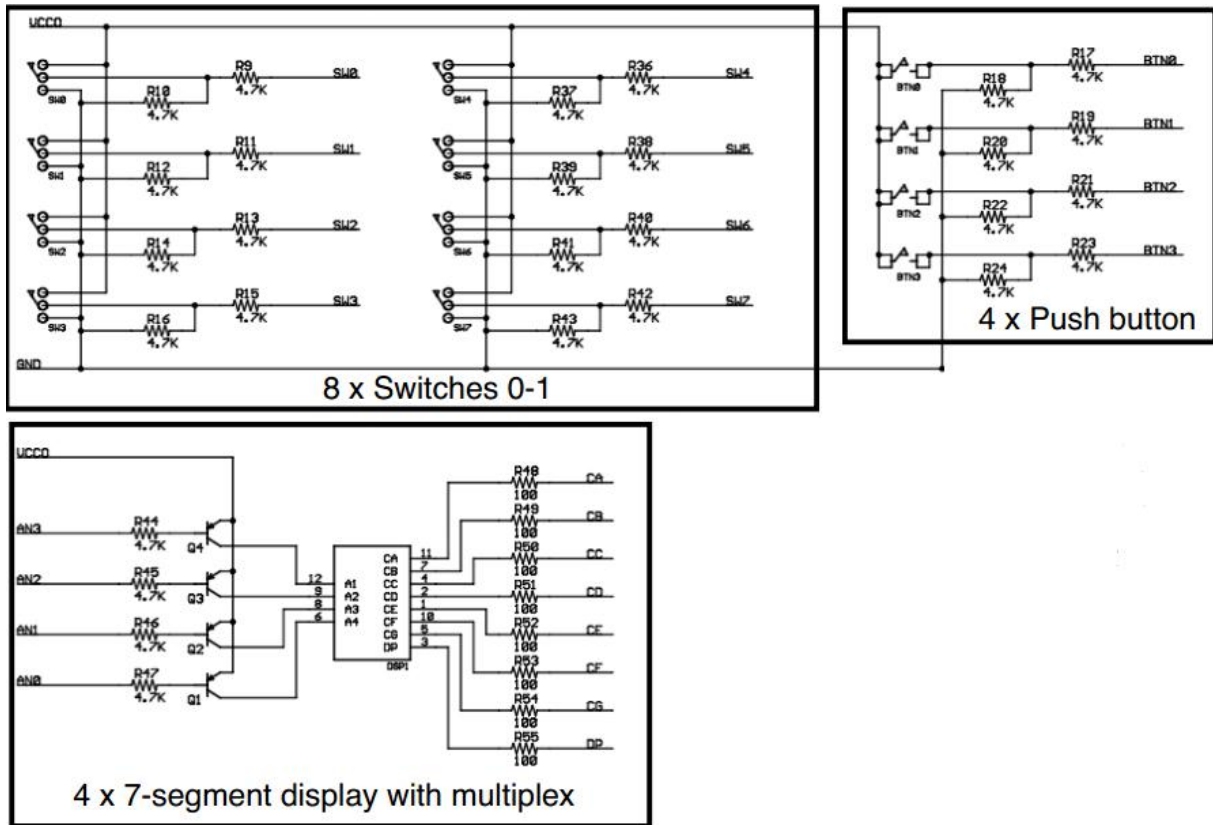 VCCO
R9 SW0
4.7K
SW0 R10
4.7K
R11 SW1
4.7K
SW1 R12
4.7K
R13 SW2
4.7K
SW2 R14
4.7K
R15 SW3
4.7K
SW3 R16
4.7K
R36 SW4
4.7K
SW4 R37
4.7K
R38 SW5
4.7K
SW5 R39
4.7K
R40 SW6
4.7K
SW6 R41
4.7K
R42 SW7
4.7K
SW7 R43
4.7K
GND
8 x Switches 0-1
R17 BTN0
4.7K
BTN0 R18
4.7K
R19 BTN1
4.7K
BTN1 R20
4.7K
R21 BTN2
4.7K
BTN2 R22
4.7K
R23 BTN3
4.7K
BTN3 R24
4.7K
4 x Push button
VCCO
AN3 R44
4.7K Q4
AN2 R45
4.7K Q3
AN1 R46
4.7K Q2
AN0 R47
4.7K Q1
12 A1
9 A2
8 A3
6 A4
CA 11
CB 7
CC 4
CD 2
CE 1
CF 10
CG 5
DP 3
DSP1
R48 CA
100
R49 CB
100
R50 CC
100
R51 CD
100
R52 CE
100
R53 CF
100
R54 CG
100
R55 DP
100
4 x 7-segment display with multiplex